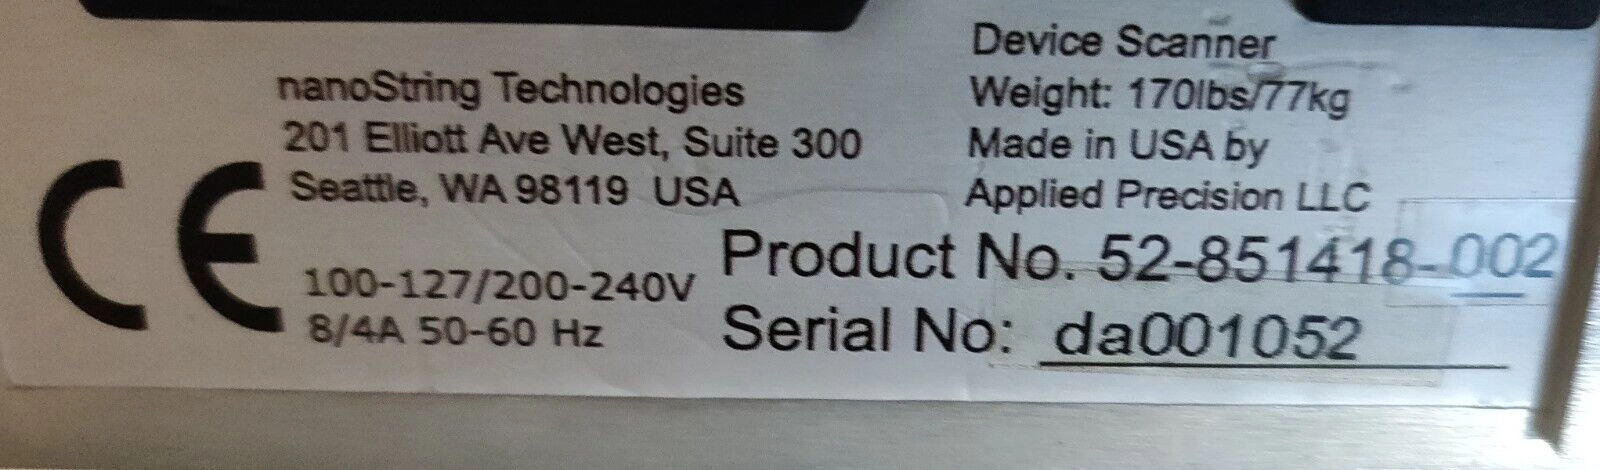 nanoString Technologies
201 Elliott Ave West, Suite 300
Seattle, WA 98119 USA
CE
100-127/200-240V
8/4A 50-60 Hz
Device Scanner
Weight: 170lbs/77kg
Made in USA by
Applied Precision LLC
Product No. 52-851418-002
Serial No: da001052